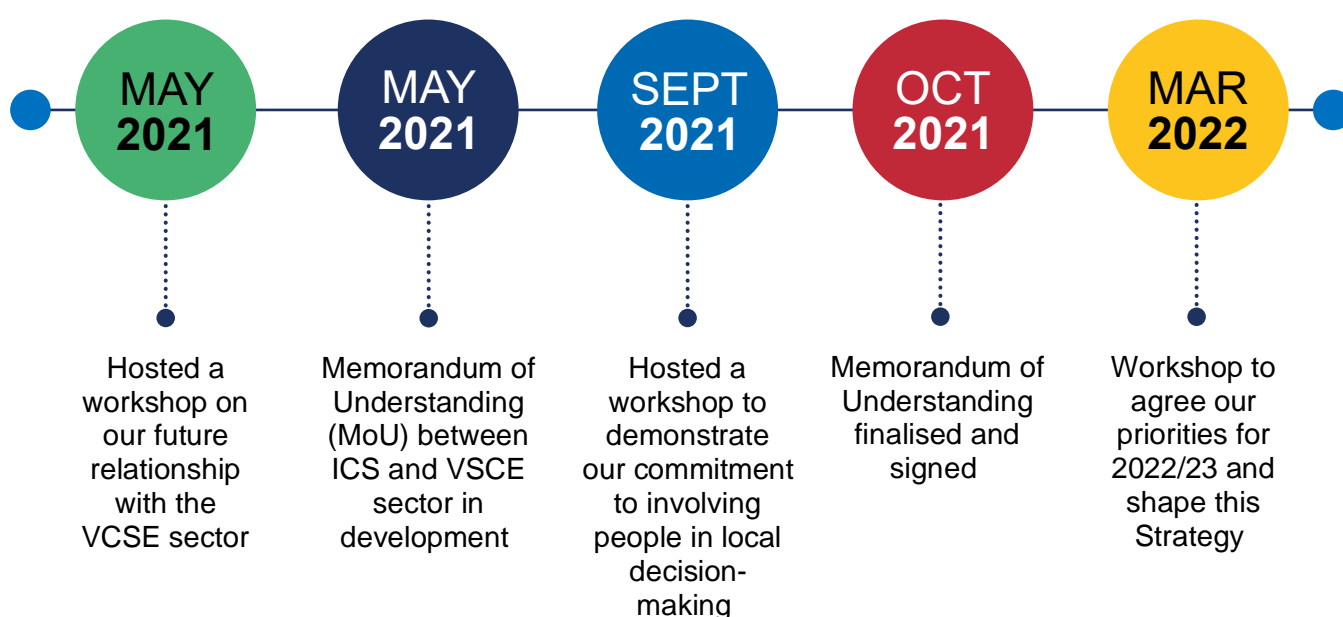 MAY
2021
MAY
2021
SEPT
2021
OCT
2021
MAR
2022
Hosted a
workshop on
our future
relationship
with the
VCSE sector
Memorandum of
Understanding
(MoU) between
ICS and VSCE
sector in
development
Hosted a
workshop to
demonstrate
our commitment
to involving
people in local
decision-
making
Memorandum of
Understanding
finalised and
signed
Workshop to
agree our
priorities for
2022/23 and
shape this
Strategy